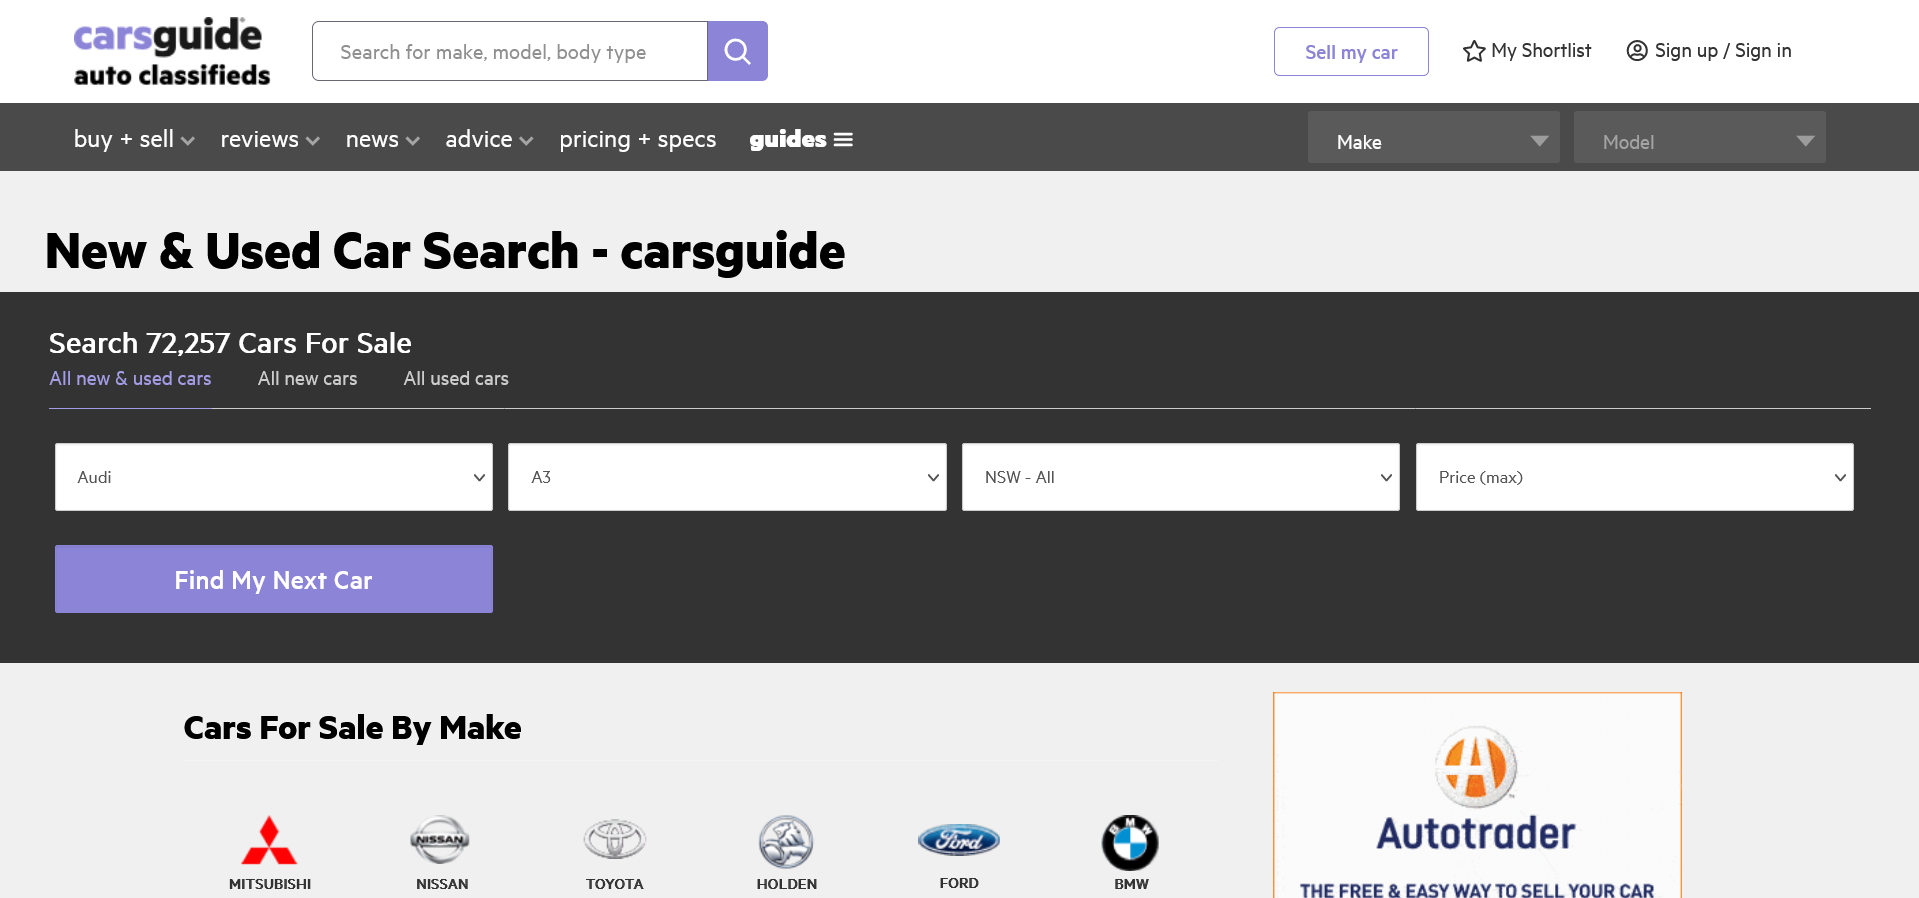 carsguide
auto classifieds
Search for make, model, body type
Sell my car
My Shortlist
Sign up / Sign in
buy + sell
reviews
news
advice
pricing + specs
guides
Make
Model
New & Used Car Search - carsguide
Search 72,257 Cars For Sale
All new & used cars
All new cars
All used cars
Audi
A3
NSW - All
Price (max)
Find My Next Car
Cars For Sale By Make
NISSAN
Ford
BMW
MITSUBISHI
NISSAN
TOYOTA
HOLDEN
FORD
BMW
Autotrader
THE FREE & EASY WAY TO SELL YOUR CAR